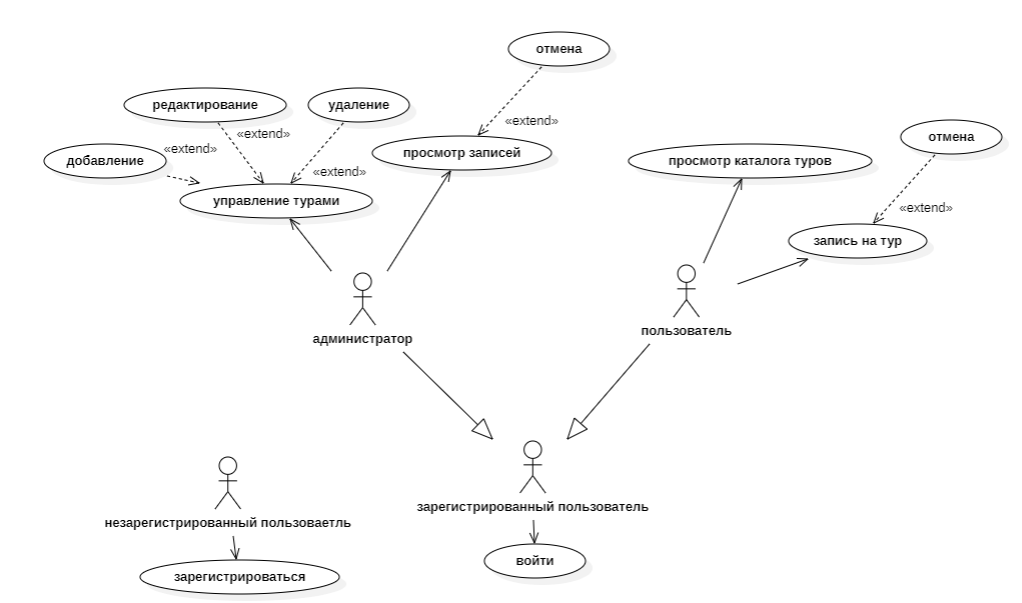 отмена
редактирование
удаление
«extend»
«extend»
отмена
«extend»
просмотр записей
добавление
просмотр каталога туров
«extend»
управление турами
«extend»
запись на тур
администратор
пользователь
зарегистрированный пользователь
незарегистрированный пользоваетль
войти
зарегистрироваться